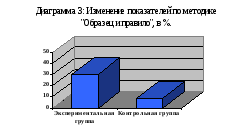 Диаграмма 3: Изменение показателей по методике
"Образец и правило", в %.
50
40
30
20
10
0
Экспериментальная Контрольная группа
группа